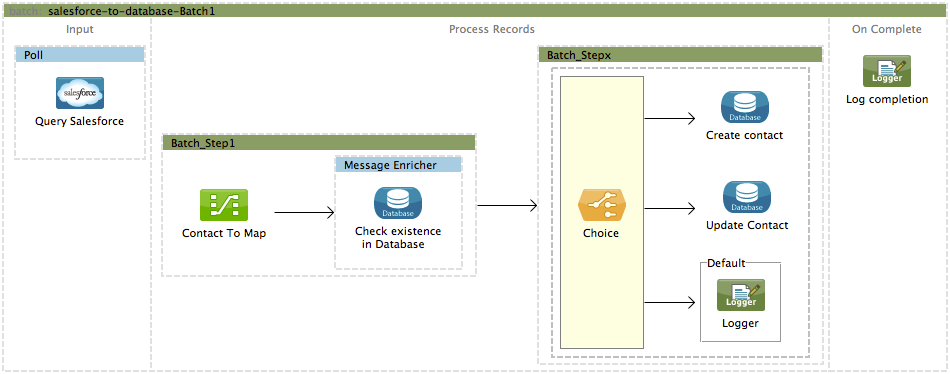 Batch: salesforce-to-database-Batch1
Input
Process Records
On Complete
Poll
salesforce
Query Salesforce
Batch_Step1
Contact To Map
Message Enricher
Database
Check existence
in Database
Batch_Stepx
Choice
Database
Create contact
Database
Update Contact
Default
Logger
Logger
Logger
Log completion